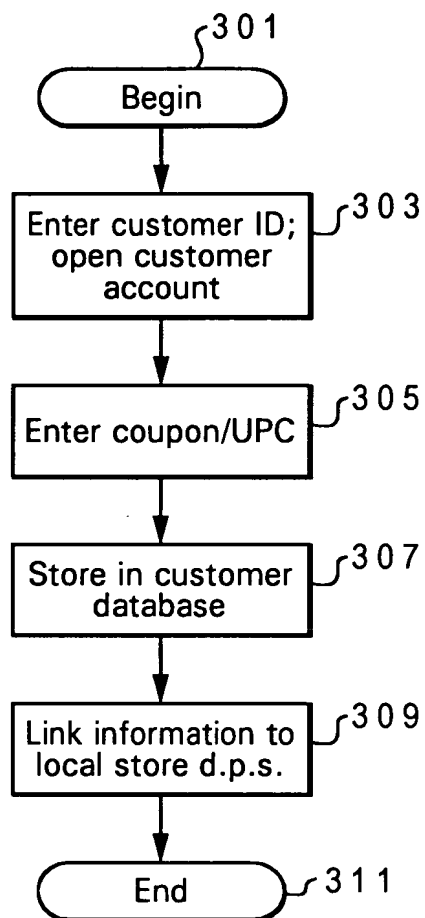 301
Begin
303
Enter customer ID;
open customer
account
305
Enter coupon/UPC
307
Store in customer
database
309
Link information to
local store d.p.s.
End
311